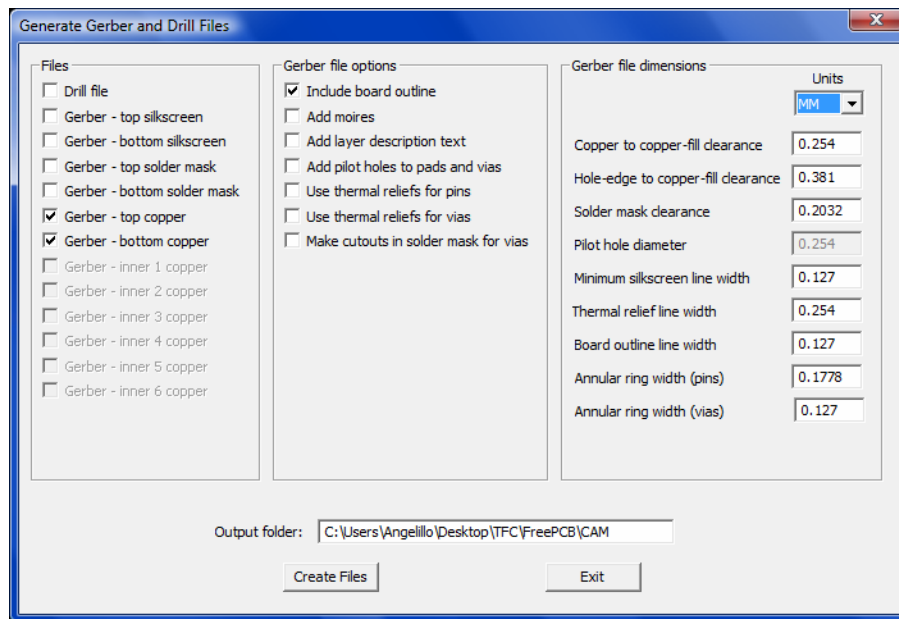 Generate Gerber and Drill Files
Files
Drill file
Gerber - top silkscreen
Gerber - bottom silkscreen
Gerber - top solder mask
Gerber - bottom solder mask
Gerber - top copper
Gerber - bottom copper
Gerber - inner 1 copper
Gerber - inner 2 copper
Gerber - inner 3 copper
Gerber - inner 4 copper
Gerber - inner 5 copper
Gerber - inner 6 copper
Gerber file options
Include board outline
Add moires
Add layer description text
Add pilot holes to pads and vias
Use thermal reliefs for pins
Use thermal reliefs for vias
Make cutouts in solder mask for vias
Gerber file dimensions
Units
MM
Copper to copper-fill clearance 0.254
Hole-edge to copper-fill clearance 0.381
Solder mask clearance 0.2032
Pilot hole diameter 0.254
Minimum silkscreen line width 0.127
Thermal relief line width 0.254
Board outline line width 0.127
Annular ring width (pins) 0.1778
Annular ring width (vias) 0.127
Output folder: C:\Users\Angelillo\Desktop\TFC\FreePCB\CAM
Create Files Exit